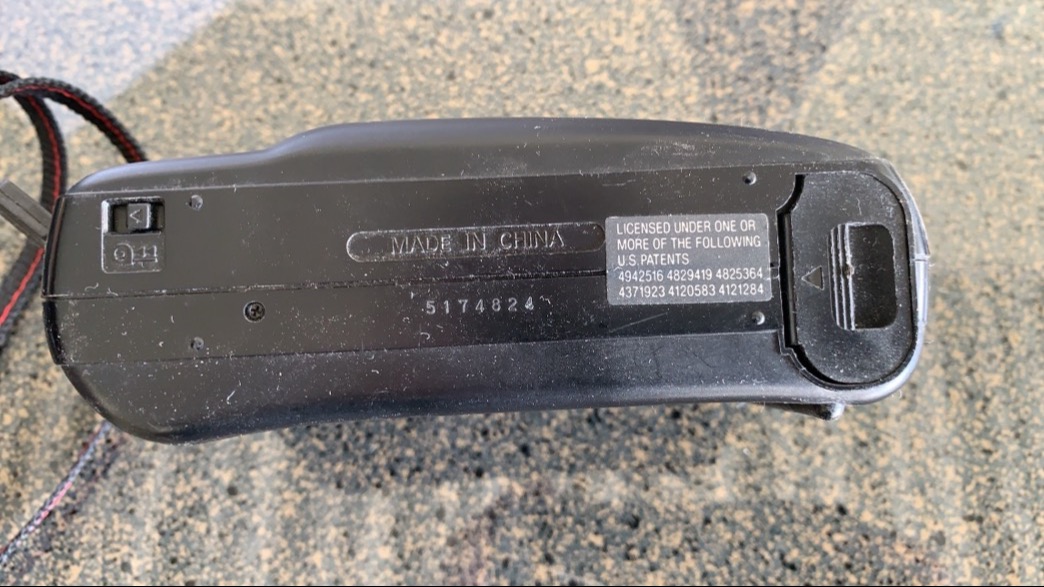 MADE IN CHINA
LICENSED UNDER ONE OR
MORE OF THE FOLLOWING
U.S. PATENTS
4942516 4829419 4825364
4371923 4120583 4121284
5174824